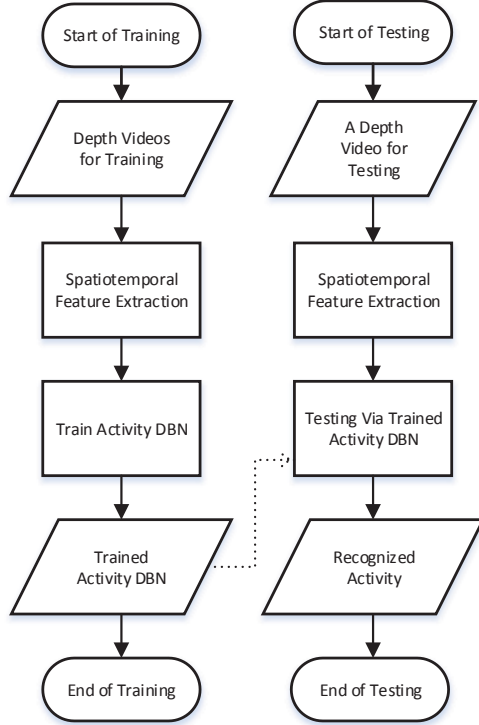 Start of Training
Depth Videos
for Training
Spatiotemporal
Feature Extraction
Train Activity DBN
Trained
Activity DBN
End of Training
Start of Testing
A Depth
Video for
Testing
Spatiotemporal
Feature Extraction
Testing Via Trained
Activity DBN
Recognized
Activity
End of Testing